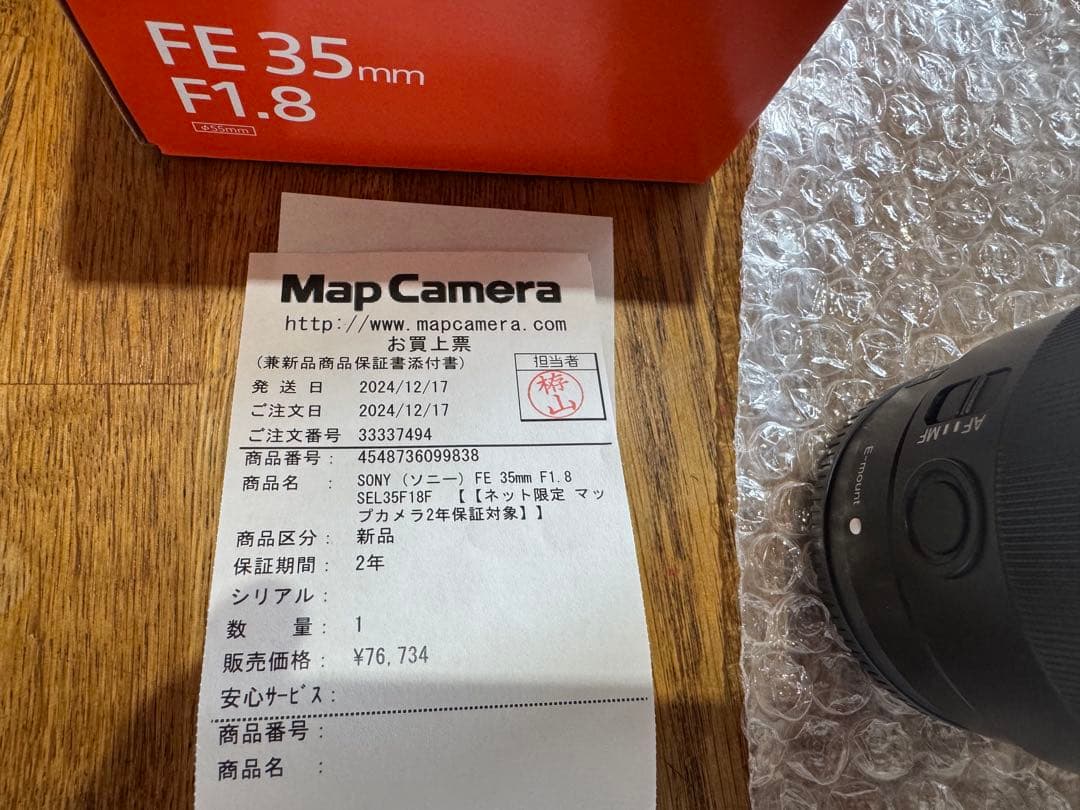 FE 35mm
F1.8
φ55mm
Map Camera
http://www.mapcamera.com
お買上票
(兼新品商品保証書添付書)
担当者
栫山
発送日 2024/12/17
ご注文日 2024/12/17
ご注文番号 33337494
商品番号: 4548736099838
商品名 : SONY (ソニー) FE 35mm F1.8
SEL35F18F 【【ネット限定 マッ
プカメラ2年保証対象】】
商品区分: 新品
保証期間: 2年
シリアル:
数 量: 1
販売価格: ¥76,734
安心ｻｰﾋﾞｽ:
商品番号:
商品名 :
AF MF
E-mount